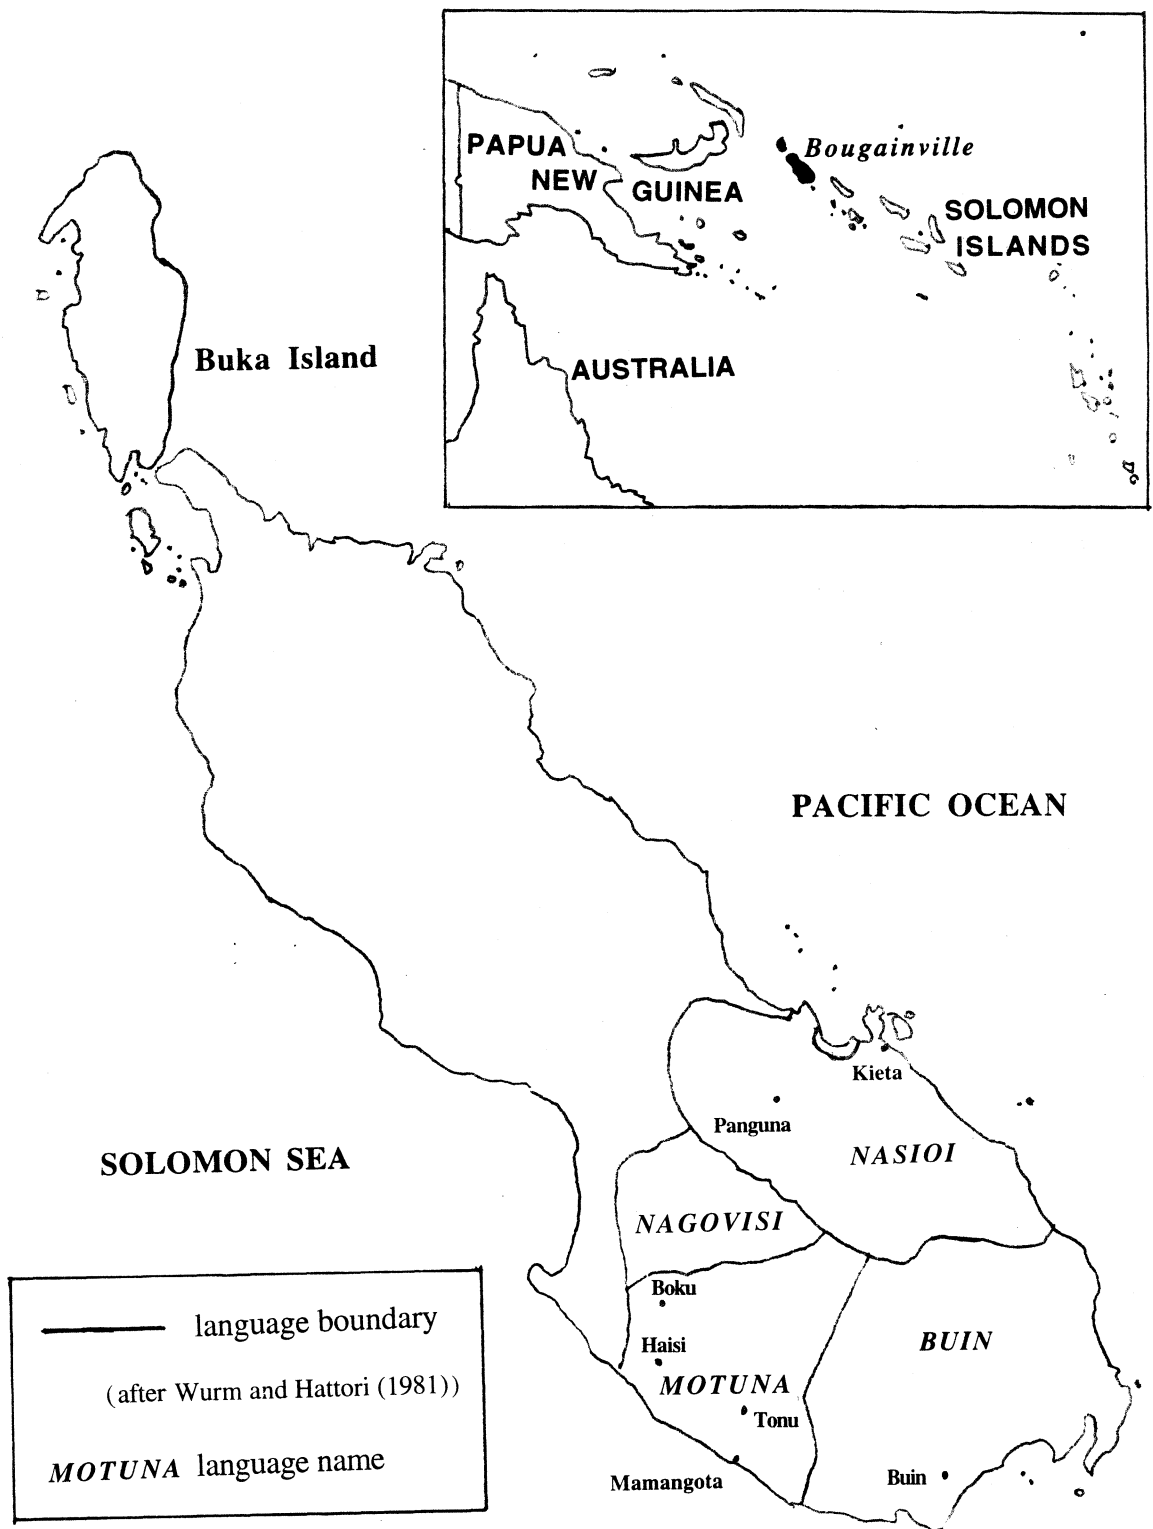 PAPUA
NEW GUINEA
Bougainville
SOLOMON
ISLANDS
AUSTRALIA
Buka Island
PACIFIC OCEAN
Kieta
Panguna
NASIOI
SOLOMON SEA
NAGOVISI
Boku
Haisi
BUIN
MOTUNA
Tonu
Mamangota
Buin
language boundary
(after Wurm and Hattori (1981))
MOTUNA language name